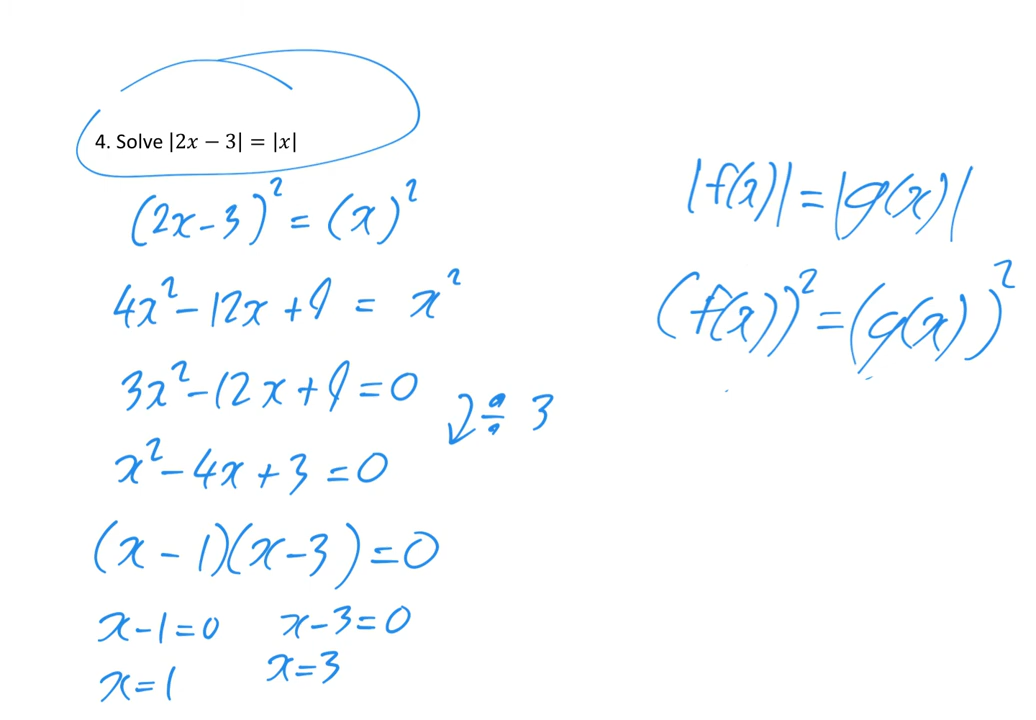 4. Solve |2x − 3| = |x|
(2x-3)² = (x)²
4x² - 12x + 9 = x²
3x² - 12x + 9 = 0
÷ 3
x² - 4x + 3 = 0
(x - 1)(x - 3) = 0
x - 1 = 0 x - 3 = 0
x = 1 x = 3
|f(x)| = |g(x)|
(f(x))² = (g(x))²